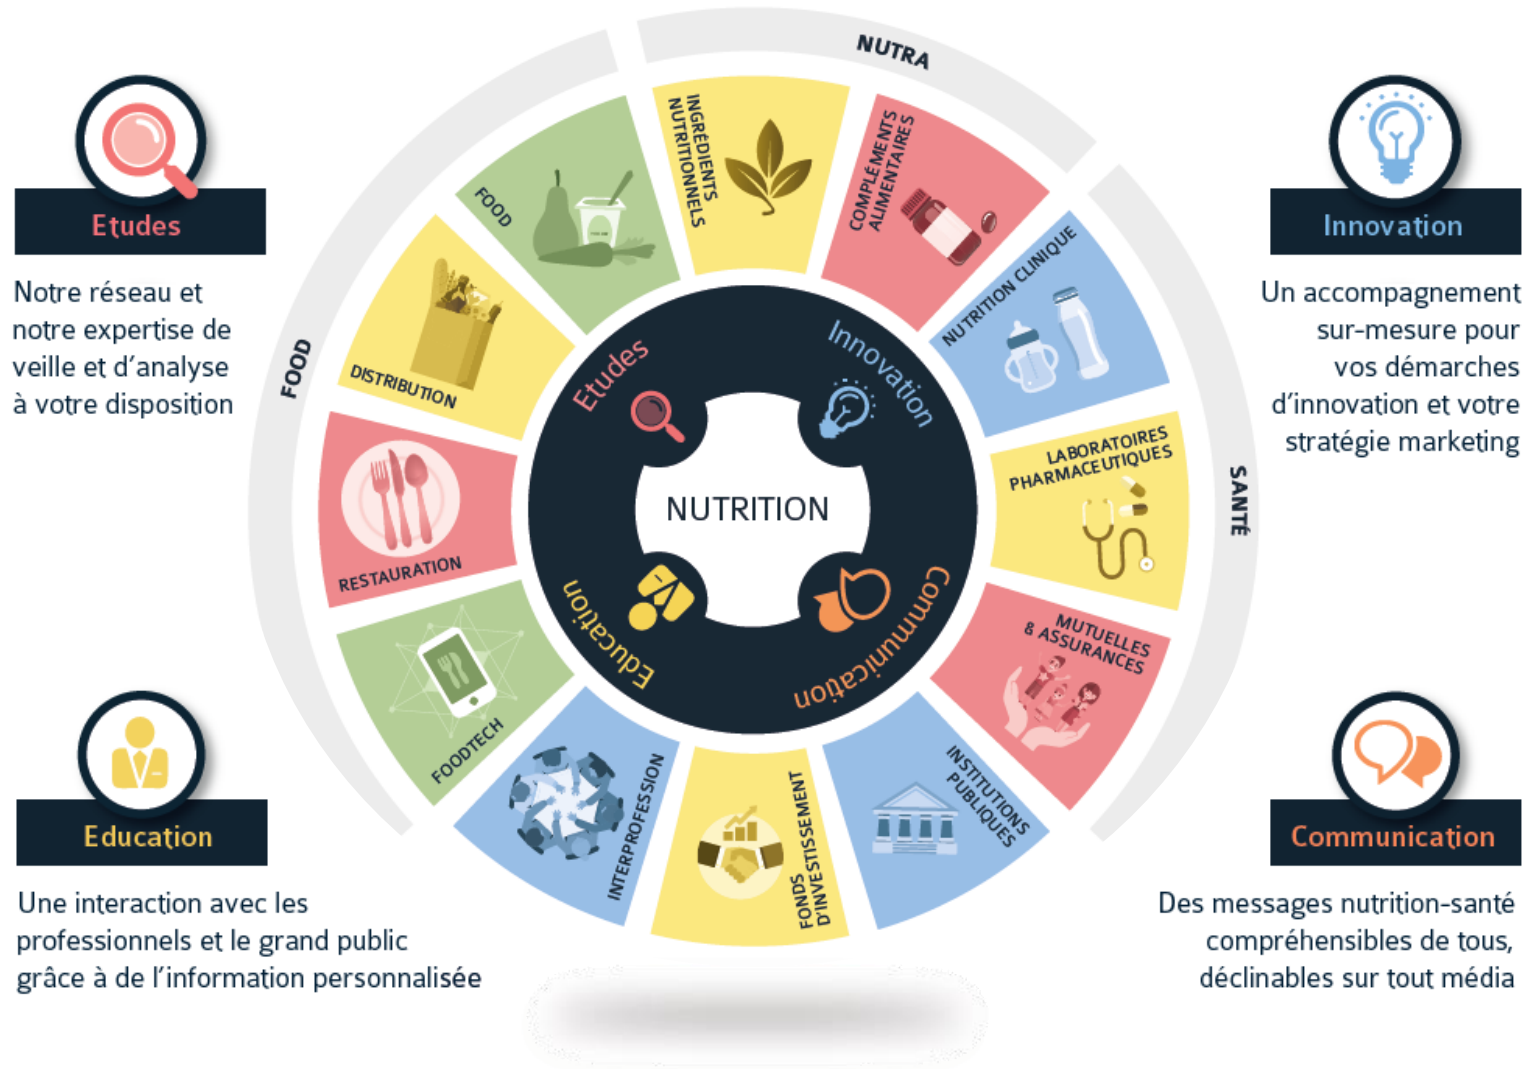 NUTRA
FOOD
SANTÉ
INGRÉDIENTS
NUTRITIONNELS
COMPLÉMENTS
ALIMENTAIRES
NUTRITION CLINIQUE
LABORATOIRES
PHARMACEUTIQUES
MUTUELLES
& ASSURANCES
INSTITUTIONS
PUBLIQUES
FONDS
D'INVESTISSEMENT
INTERPROFESSION
FOODTECH
RESTAURATION
DISTRIBUTION
FOOD
Etudes
Innovation
Communication
Education
NUTRITION
Etudes
Notre réseau et
notre expertise de
veille et d'analyse
à votre disposition
Innovation
Un accompagnement
sur-mesure pour
vos démarches
d'innovation et votre
stratégie marketing
Education
Une interaction avec les
professionnels et le grand public
grâce à de l'information personnalisée
Communication
Des messages nutrition-santé
compréhensibles de tous,
déclinables sur tout média